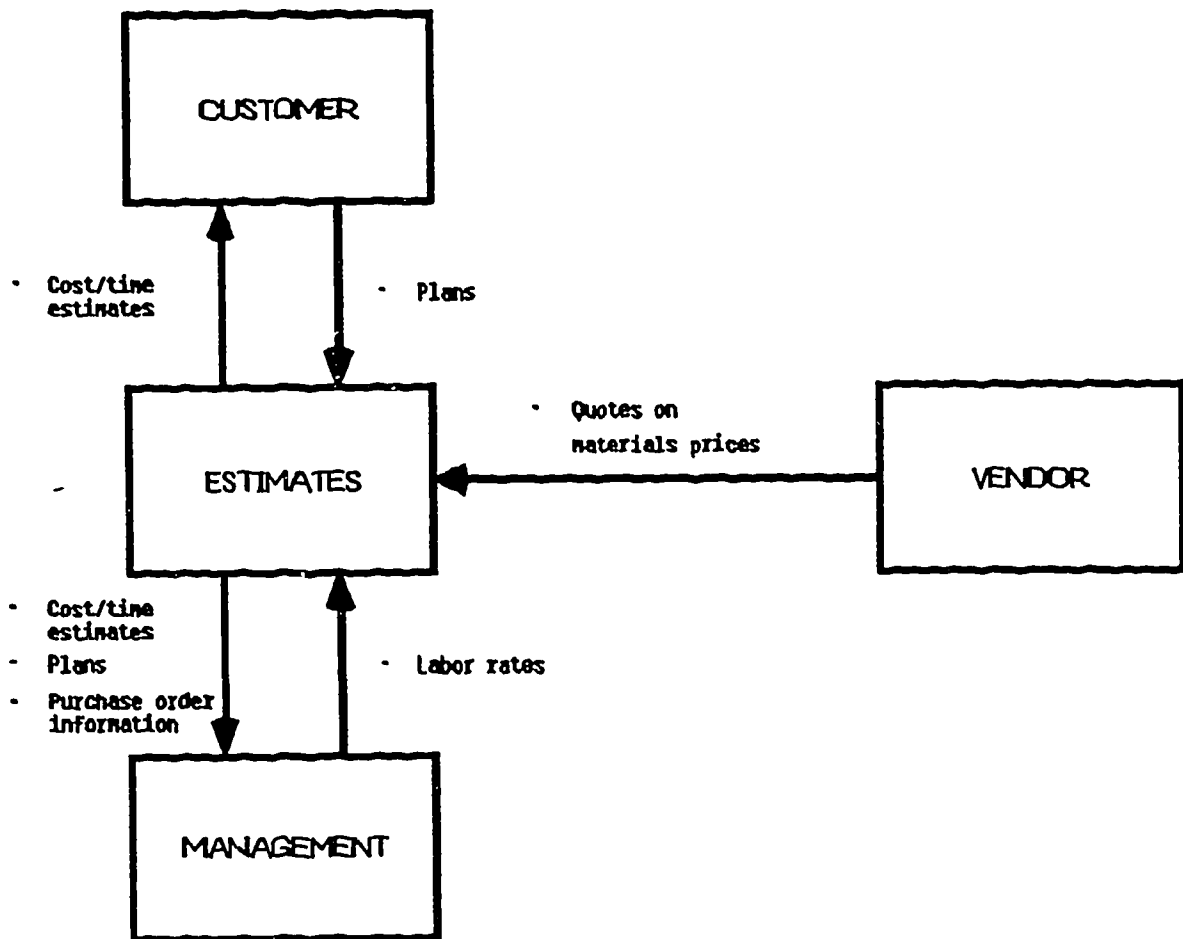 CUSTOMER
- Cost/time
estimates
- Plans
- Quotes on
materials prices
ESTIMATES
VENDOR
- Cost/time
estimates
- Plans
- Purchase order
information
- Labor rates
MANAGEMENT